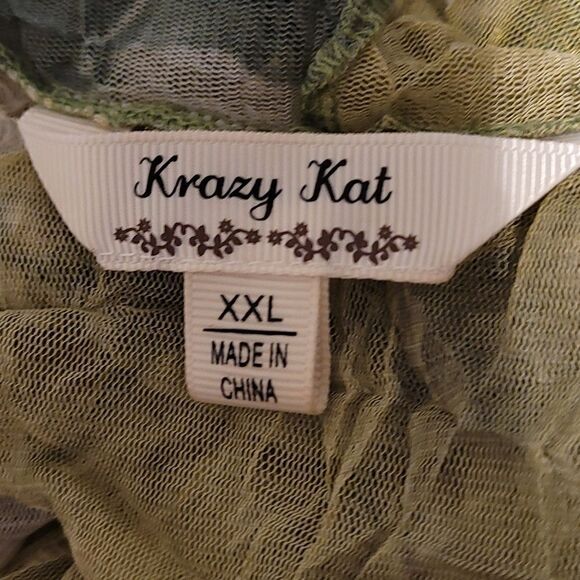 Krazy Kat
XXL
MADE IN
CHINA